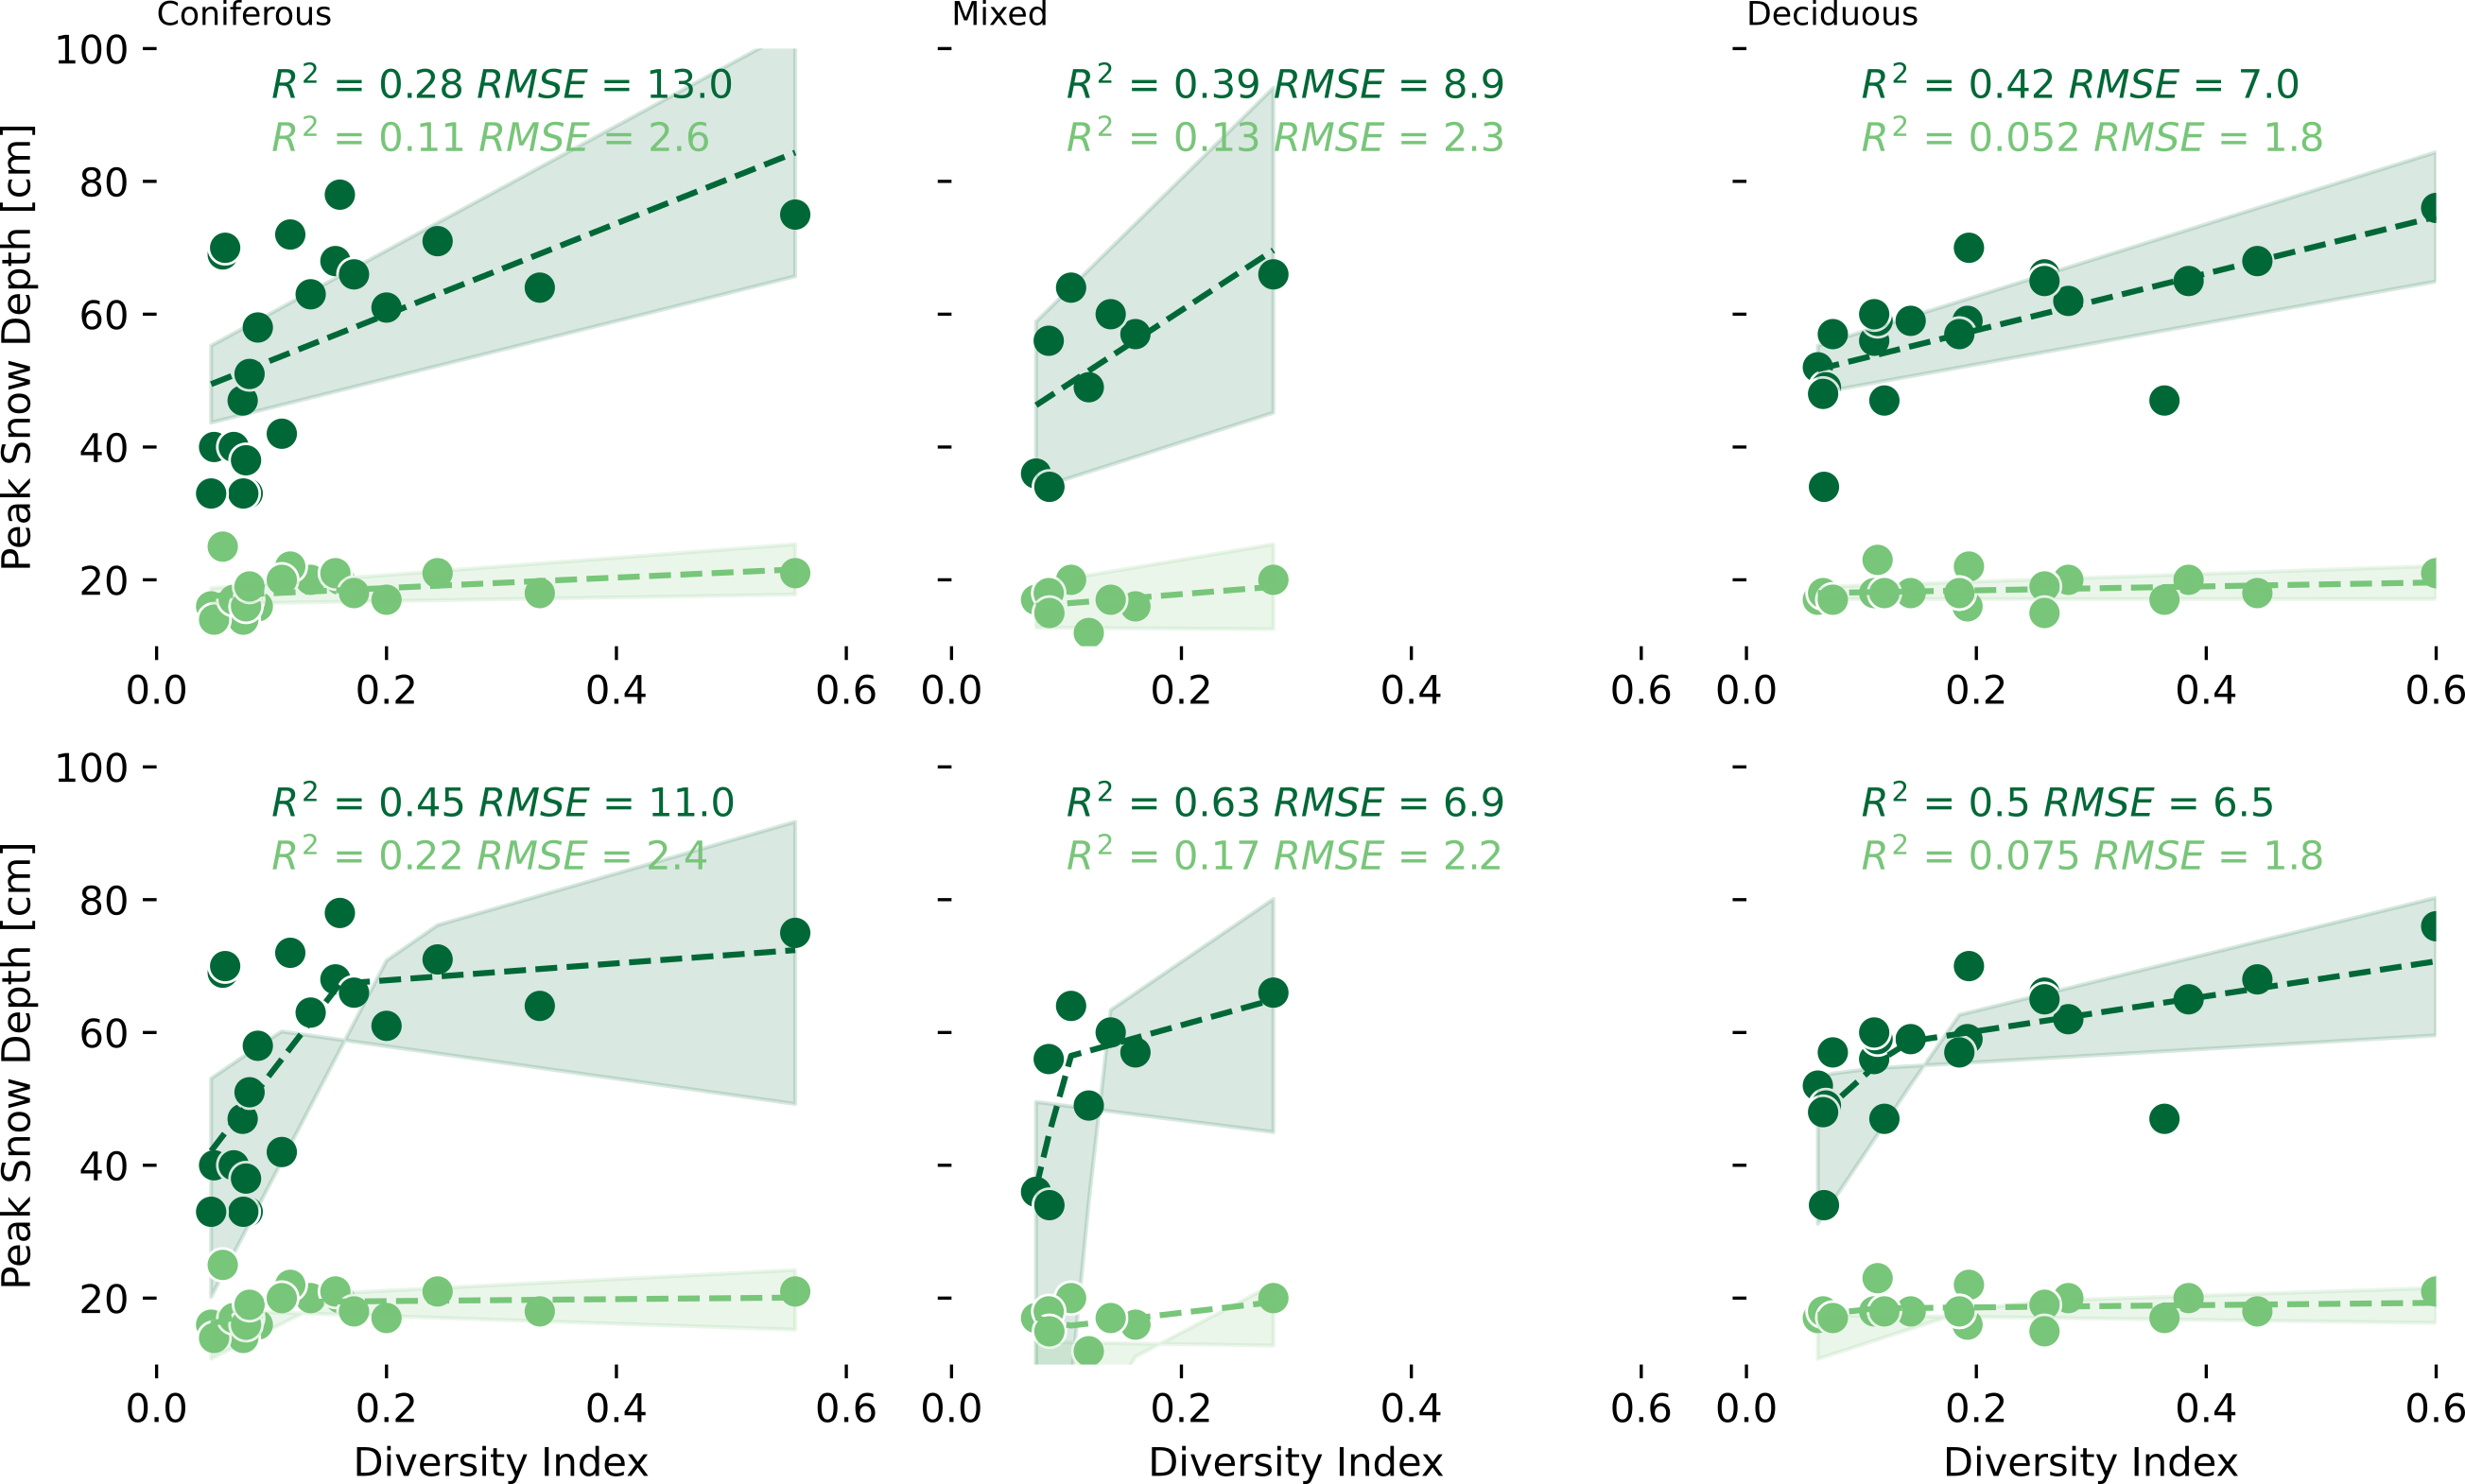 Coniferous Mixed Deciduous
100
R² = 0.28 RMSE = 13.0 R² = 0.39 RMSE = 8.9 R² = 0.42 RMSE = 7.0
R² = 0.11 RMSE = 2.6 R² = 0.13 RMSE = 2.3 R² = 0.052 RMSE = 1.8
Peak Snow Depth [cm]
80
60
40
20
0.0 0.2 0.4 0.6 0.0 0.2 0.4 0.6 0.0 0.2 0.4 0.6
100
R² = 0.45 RMSE = 11.0 R² = 0.63 RMSE = 6.9 R² = 0.5 RMSE = 6.5
R² = 0.22 RMSE = 2.4 R² = 0.17 RMSE = 2.2 R² = 0.075 RMSE = 1.8
Peak Snow Depth [cm]
80
60
40
20
0.0 0.2 0.4 0.6 0.0 0.2 0.4 0.6 0.0 0.2 0.4 0.6
Diversity Index Diversity Index Diversity Index